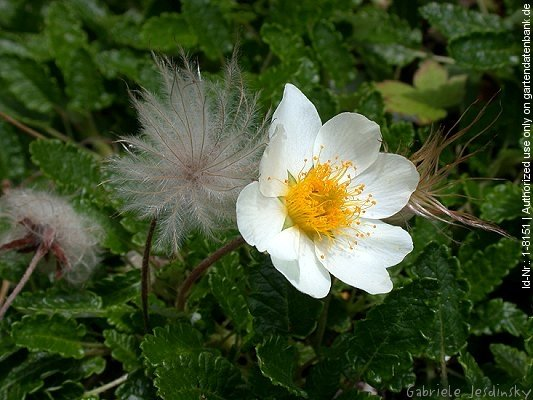 Id-Nr.: 1-8151 | Authorized use only on gartendatenbank.de
Gabriele Jesdinsky